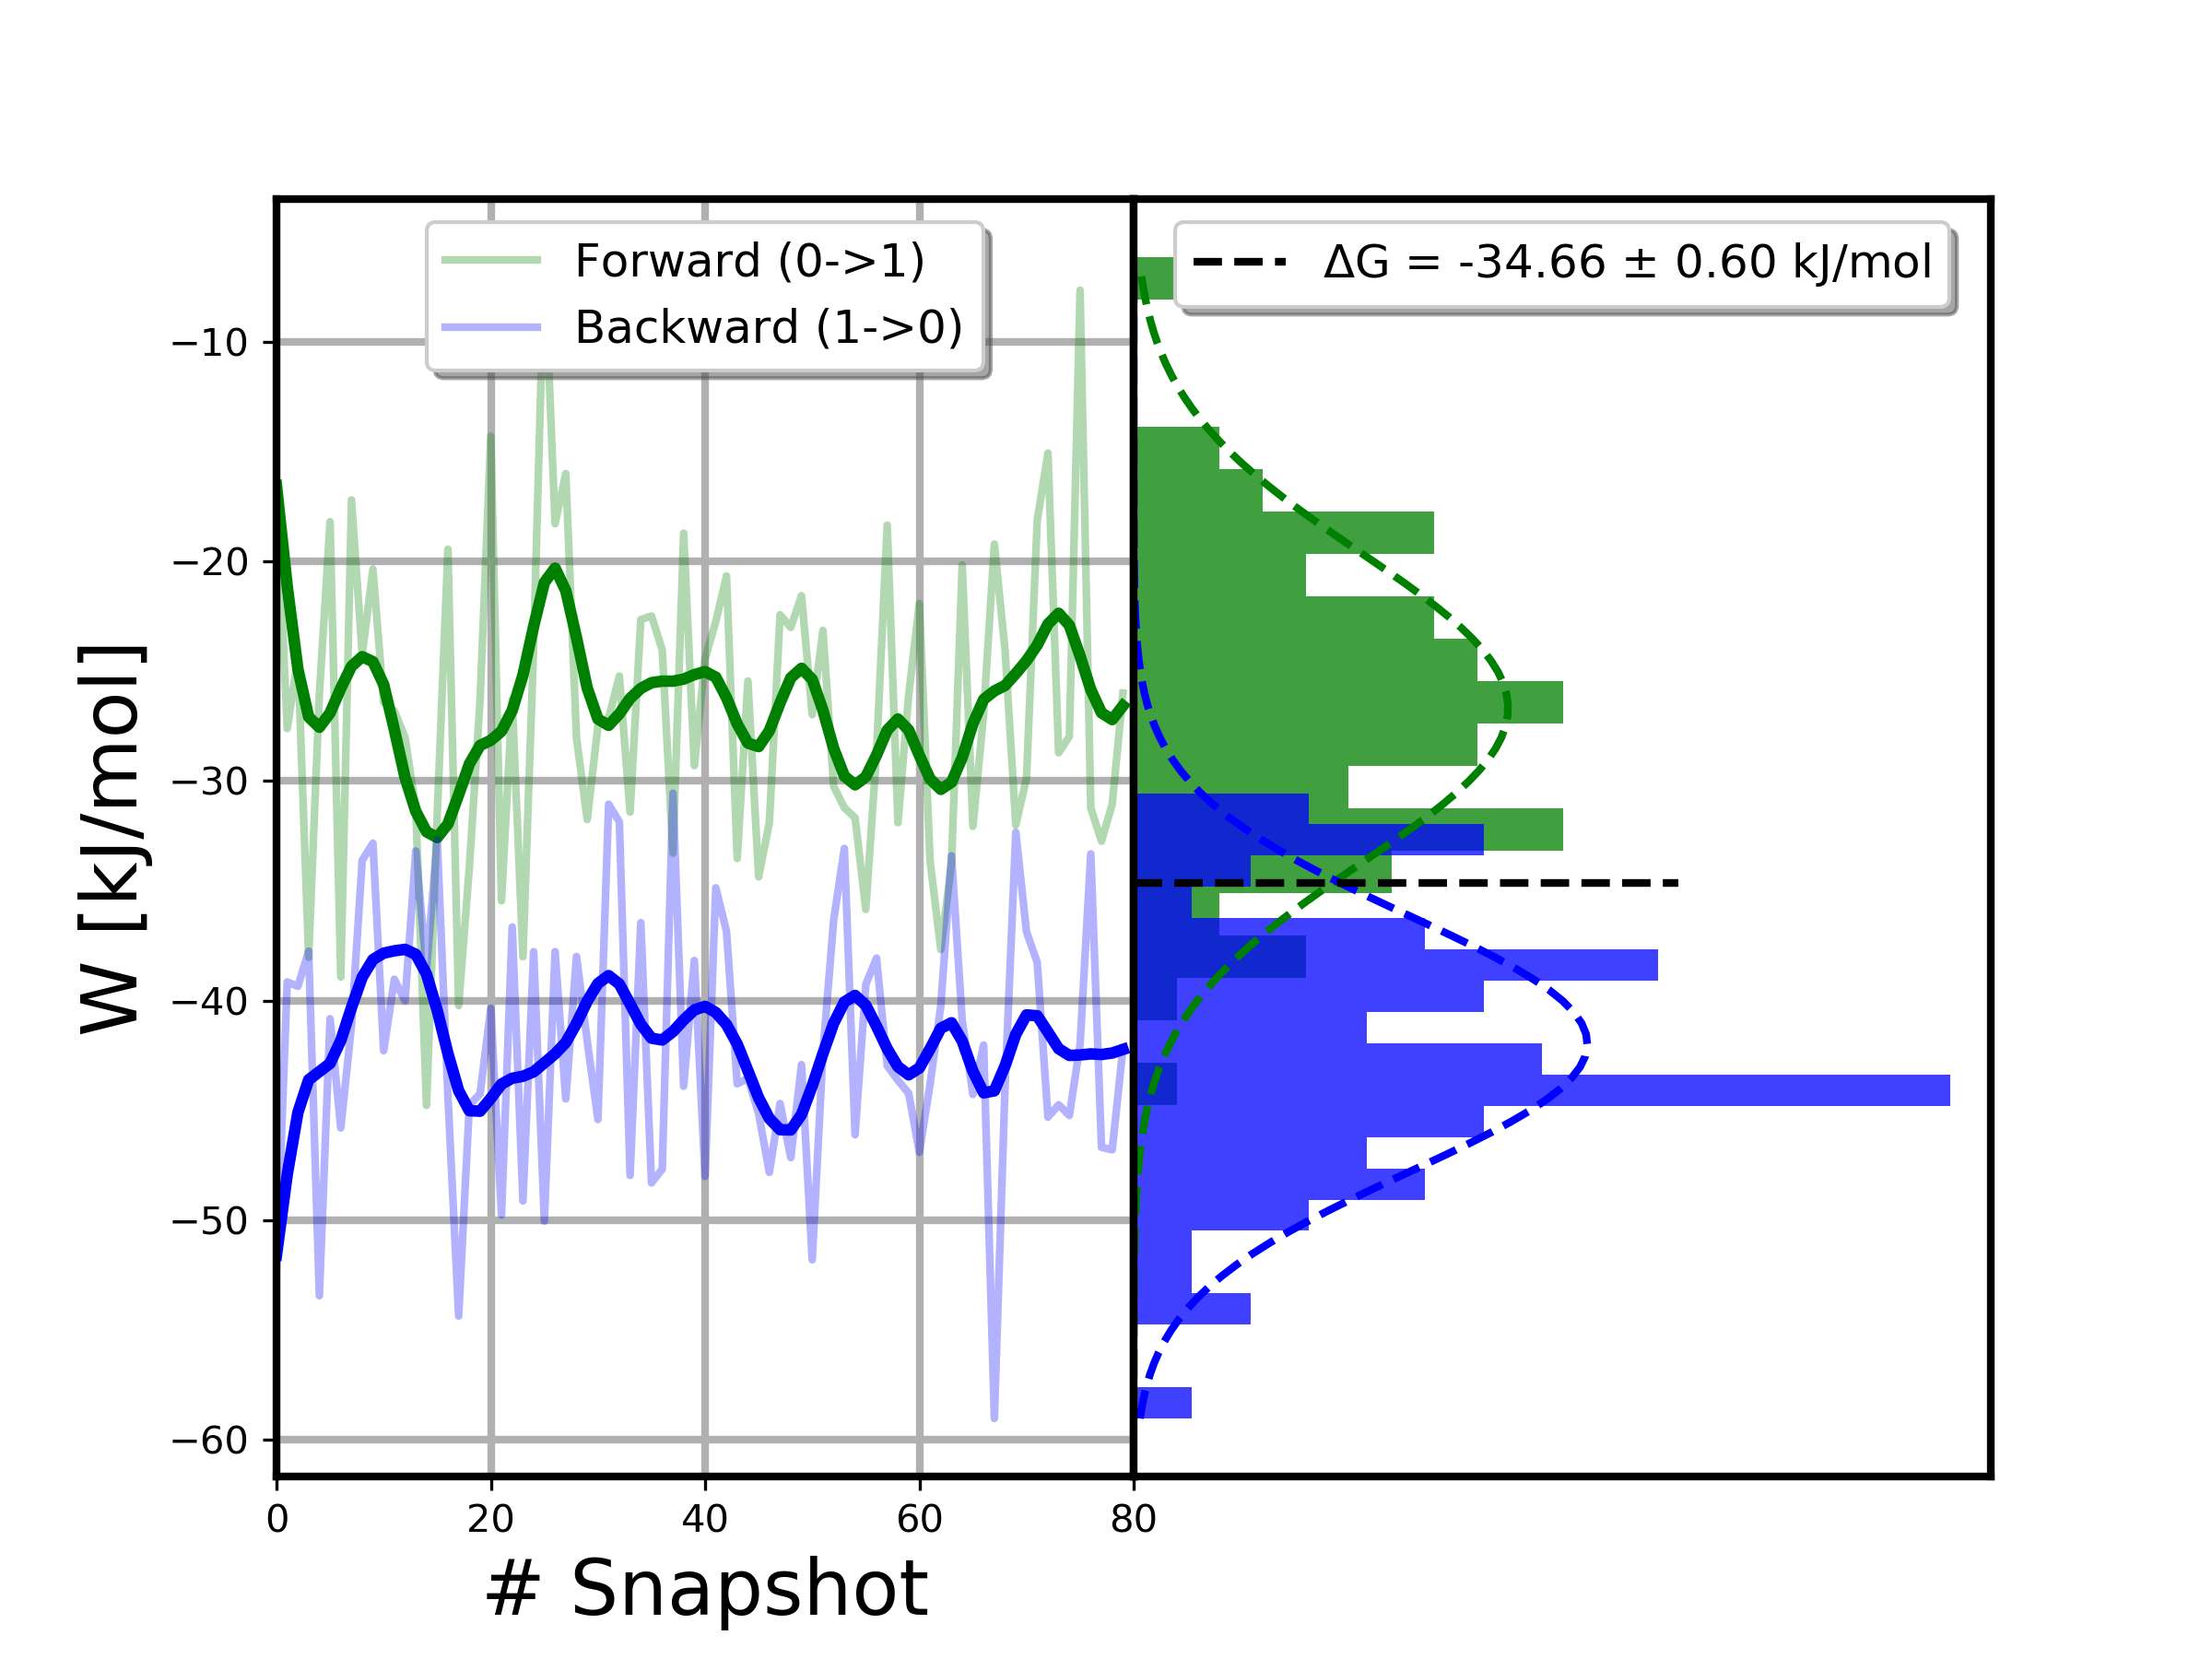 Forward (0->1)
Backward (1->0)
ΔG = -34.66 ± 0.60 kJ/mol
W [kJ/mol]
−10
−20
−30
−40
−50
−60
0 20 40 60 80
# Snapshot